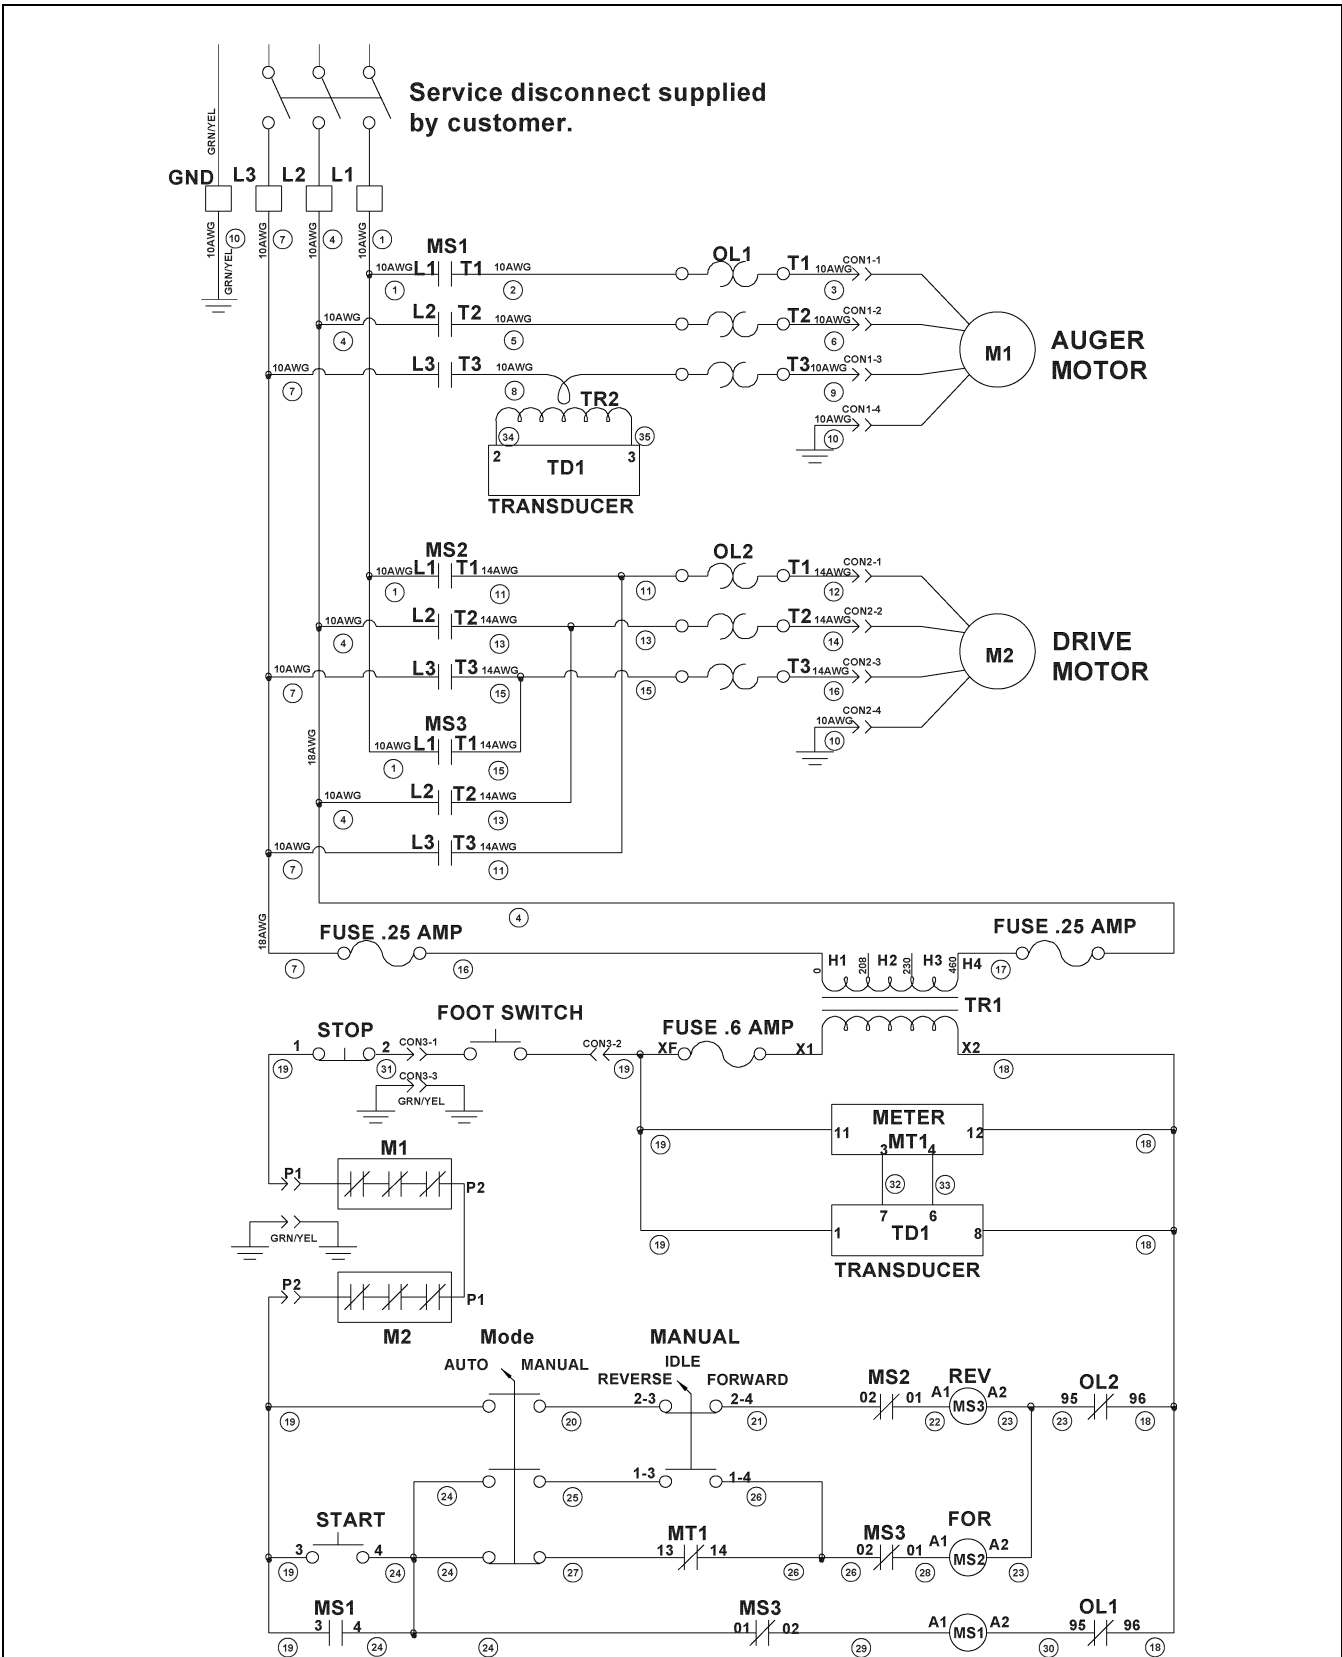 Service disconnect supplied
by customer.
GRN/YEL
GND L3 L2 L1
10AWG 10 10AWG 7 10AWG 4 10AWG 1
GRN/YEL
MS1
10AWG L1 T1 10AWG OL1 T1 10AWG CON1-1
1 2 3
10AWG L2 T2 10AWG T2 10AWG CON1-2
4 5 6
10AWG L3 T3 10AWG T3 10AWG CON1-3
7 8 9
M1
AUGER
MOTOR
TR2
10AWG CON1-4
10
34 35
2 3
TD1
TRANSDUCER
MS2
10AWG L1 T1 14AWG OL2 T1 14AWG CON2-1
1 11 11 12
10AWG L2 T2 14AWG T2 14AWG CON2-2
4 13 13 14
10AWG L3 T3 14AWG T3 14AWG CON2-3
7 15 15 16
M2
DRIVE
MOTOR
10AWG CON2-4
10
MS3
18AWG
10AWG L1 T1 14AWG
1 15
10AWG L2 T2 14AWG
4 13
10AWG L3 T3 14AWG
7 11
4
18AWG
FUSE .25 AMP FUSE .25 AMP
7 16 17
0 H1 208 H2 230 H3 460 H4
TR1
STOP FOOT SWITCH FUSE .6 AMP
1 2 CON3-1 CON3-2 XF X1 X2
19 31 19 18
CON3-3
GRN/YEL
METER
11 MT1 12
3 4
19 18
32 33
7 6
1 TD1 8
19 18
TRANSDUCER
M1
P1 P2
GRN/YEL
P2 P1
M2
Mode MANUAL
AUTO MANUAL REVERSE IDLE FORWARD
2-3 2-4 MS2 REV OL2
02 01 A1 MS3 A2 95 96
19 20 21 22 23 23 18
1-3 1-4
24 25 26
START MT1 MS3 FOR
3 4 13 14 02 01 A1 MS2 A2
19 24 24 27 26 26 28 23
MS1 MS3 OL1
3 4 01 02 A1 MS1 A2 95 96
19 24 24 29 30 18